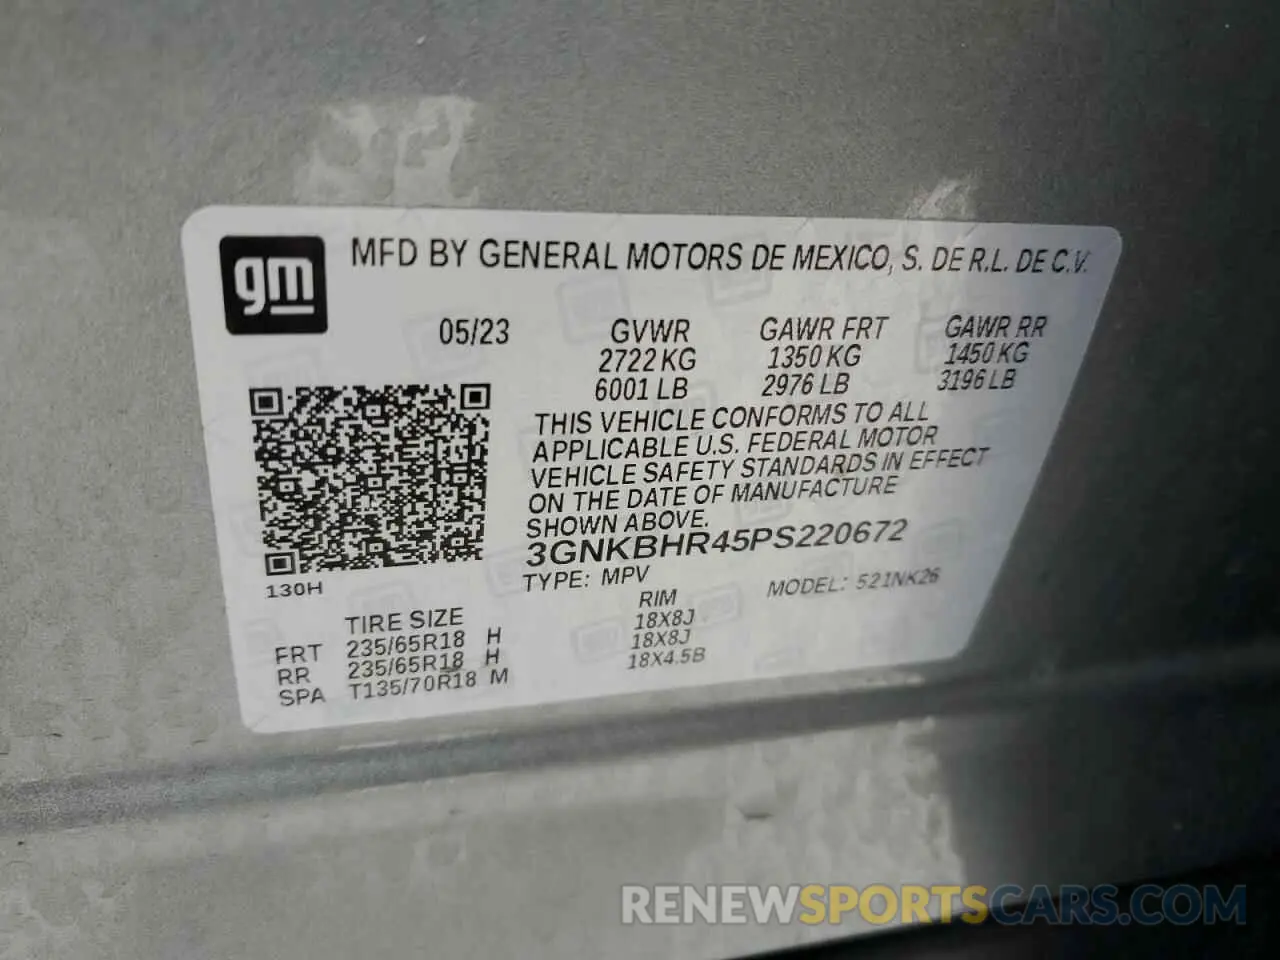 gm
MFD BY GENERAL MOTORS DE MEXICO, S. DE R.L. DE C.V.
05/23 GVWR GAWR FRT GAWR RR
2722 KG 1350 KG 1450 KG
6001 LB 2976 LB 3196 LB
THIS VEHICLE CONFORMS TO ALL
APPLICABLE U.S. FEDERAL MOTOR
VEHICLE SAFETY STANDARDS IN EFFECT
ON THE DATE OF MANUFACTURE
SHOWN ABOVE.
3GNKBHR45PS220672
130H
TYPE: MPV MODEL: 521NK26
TIRE SIZE RIM
FRT 235/65R18 H 18X8J
RR 235/65R18 H 18X8J
SPA T135/70R18 M 18X4.5B
RENEWSPORTSCARS.COM